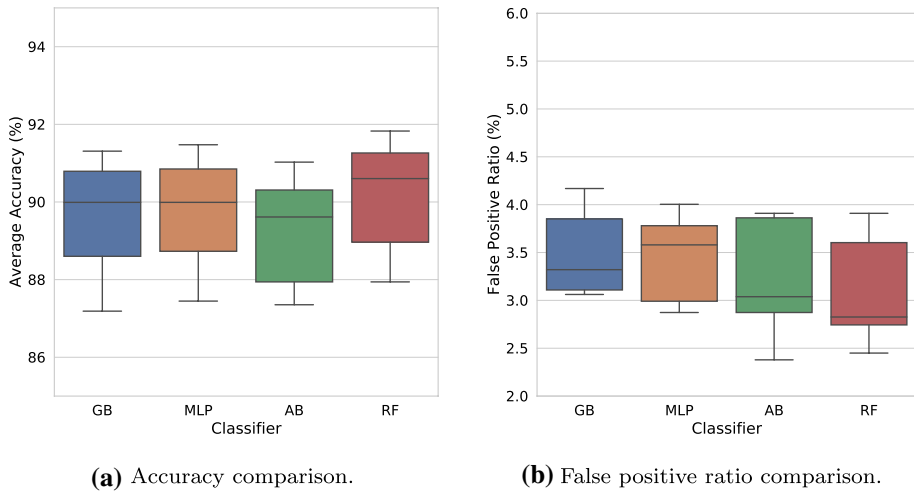 94
92
90
88
86
Average Accuracy (%)
GB MLP AB RF
Classifier
(a) Accuracy comparison.
6.0
5.0
4.5
4.0
3.5
3.0
2.5
2.0
False Positive Ratio (%)
GB MLP AB RF
Classifier
(b) False positive ratio comparison.